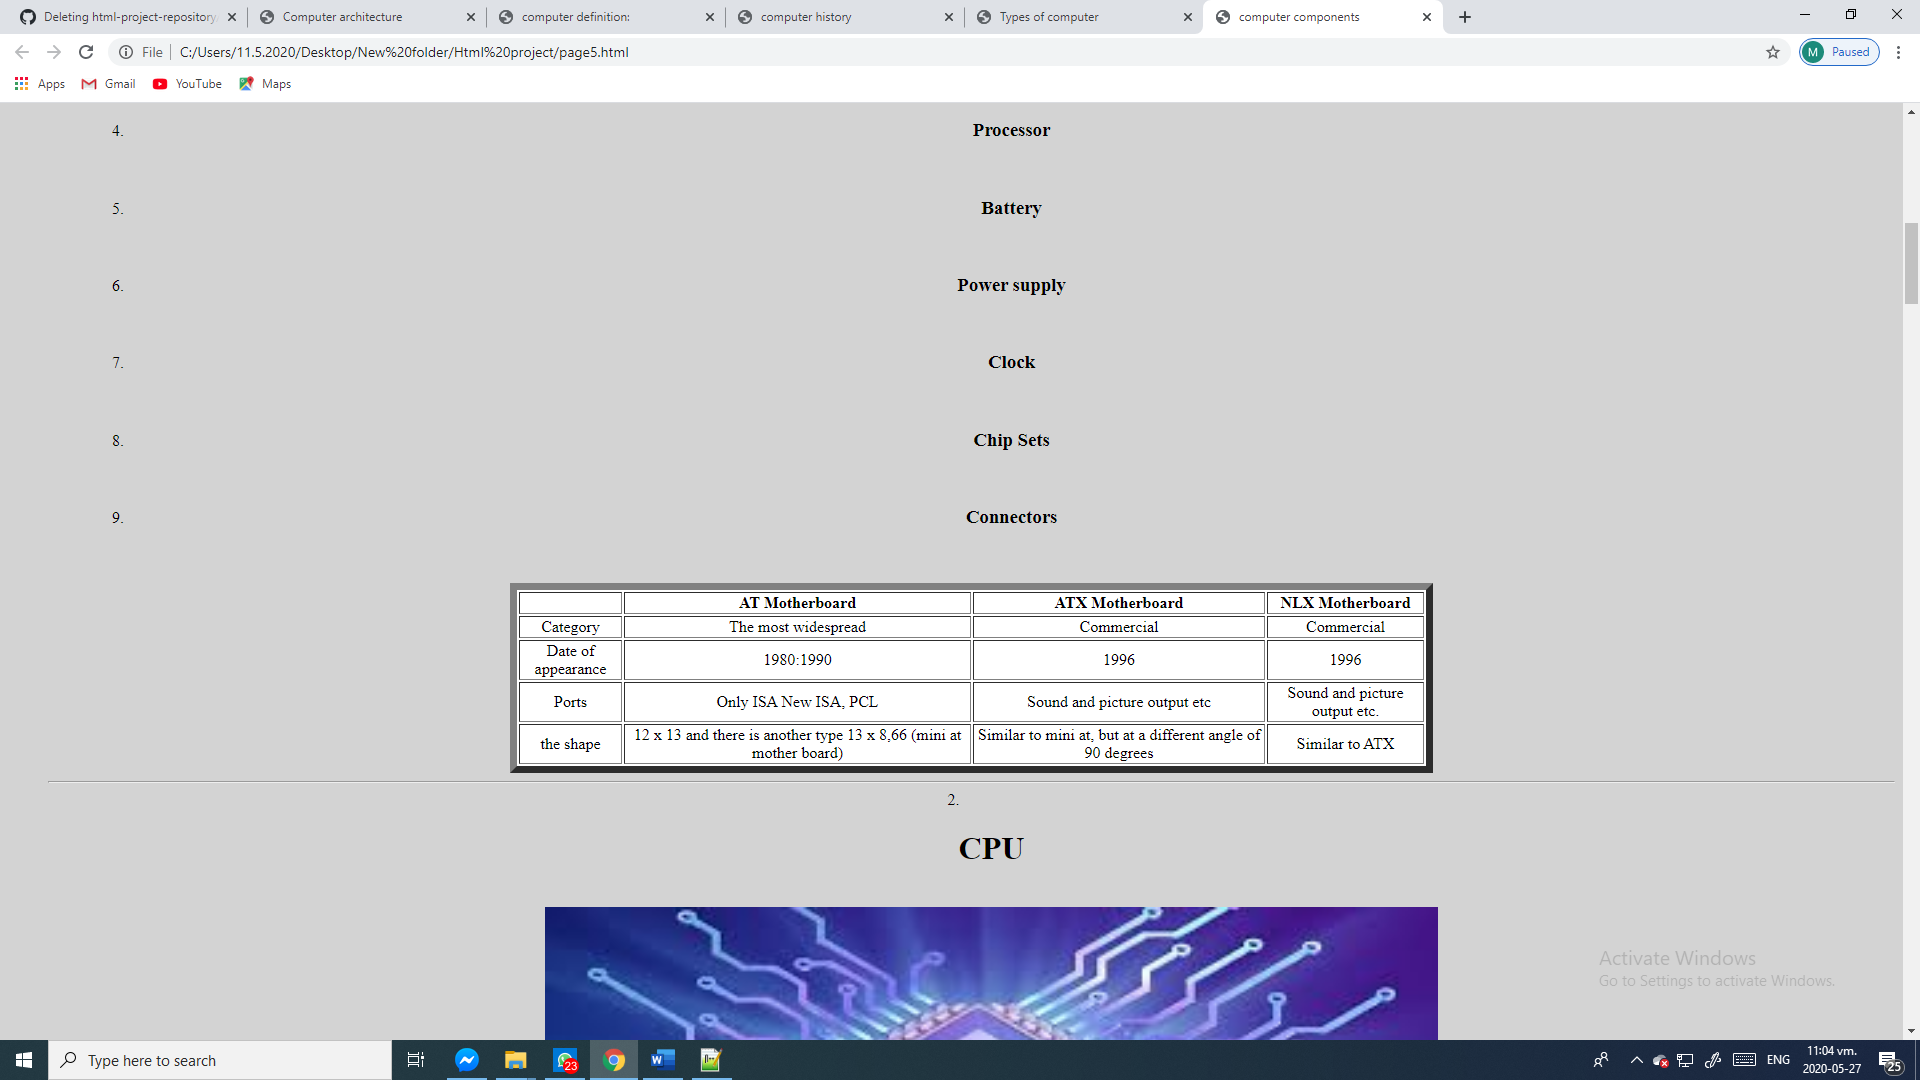 Deleting html-project-repository
Computer architecture
computer definition:
computer history
Types of computer
computer components
File
C:/Users/11.5.2020/Desktop/New%20folder/Html%20project/page5.html
M Paused
Apps
Gmail
YouTube
Maps
4. Processor
5. Battery
6. Power supply
7. Clock
8. Chip Sets
9. Connectors
AT Motherboard ATX Motherboard NLX Motherboard
Category The most widespread Commercial Commercial
Date of appearance 1980:1990 1996 1996
Ports Only ISA New ISA, PCL Sound and picture output etc Sound and picture output etc.
the shape 12 x 13 and there is another type 13 x 8,66 (mini at mother board) Similar to mini at, but at a different angle of 90 degrees Similar to ATX
2.
CPU
Activate Windows
Go to Settings to activate Windows.
Type here to search
23
ENG
11:04 vm.
2020-05-27
25